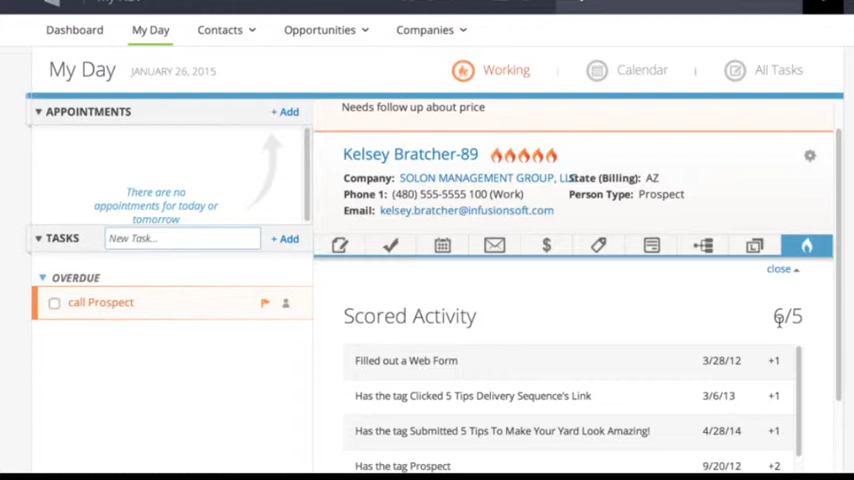 Dashboard My Day Contacts Opportunities Companies
My Day JANUARY 26, 2015 Working Calendar All Tasks
APPOINTMENTS + Add
Needs follow up about price
Kelsey Bratcher-89
Company: SOLON MANAGEMENT GROUP, State (Billing): AZ
Phone 1: (480) 555-5555 100 (Work) Person Type: Prospect
Email: kelsey.bratcher@infusionsoft.com
There are no
appointments for today or
tomorrow
TASKS New Task... + Add
close
OVERDUE
call Prospect
Scored Activity 6/5
Filled out a Web Form 3/28/12 +1
Has the tag Clicked 5 Tips Delivery Sequence's Link 3/6/13 +1
Has the tag Submitted 5 Tips To Make Your Yard Look Amazing! 4/28/14 +1
Has the tag Prospect 9/20/12 +2